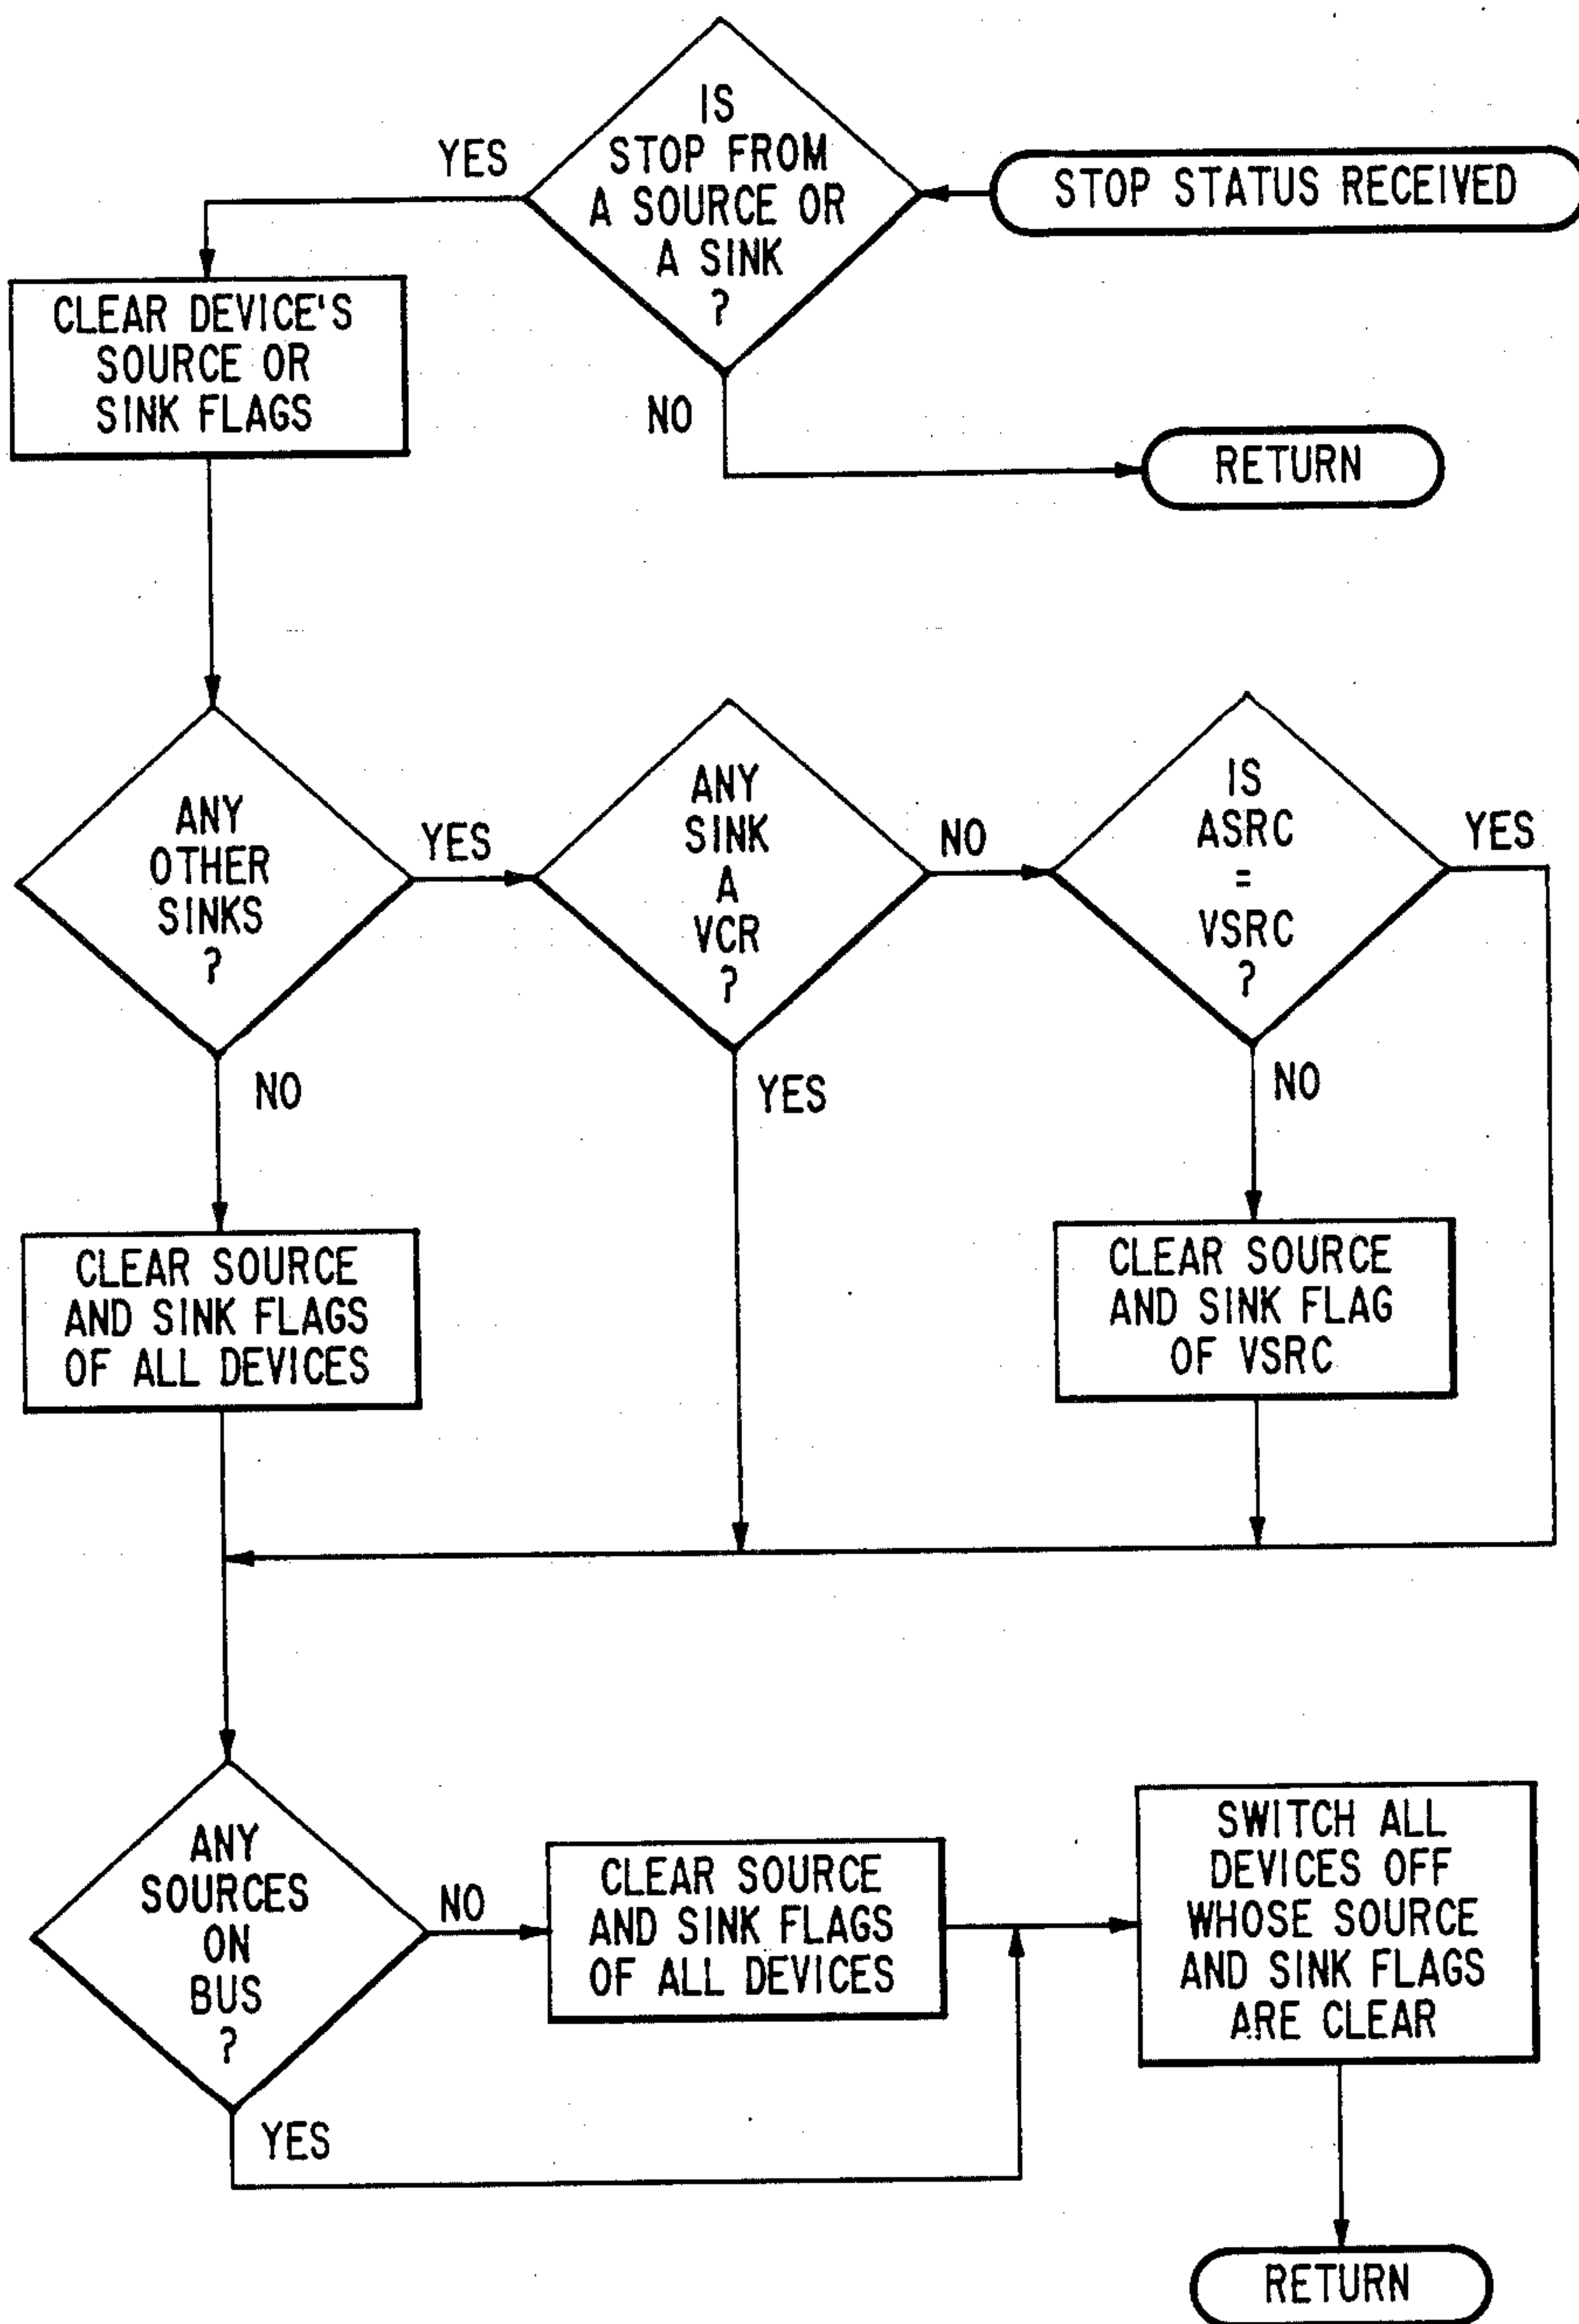 IS
STOP FROM
A SOURCE OR
A SINK
?
STOP STATUS RECEIVED
YES
NO
CLEAR DEVICE'S
SOURCE OR
SINK FLAGS
RETURN
ANY
OTHER
SINKS
?
YES
NO
ANY
SINK
A
VCR
?
NO
YES
IS
ASRC
=
VSRC
?
YES
NO
CLEAR SOURCE
AND SINK FLAGS
OF ALL DEVICES
CLEAR SOURCE
AND SINK FLAG
OF VSRC
ANY
SOURCES
ON
BUS
?
NO
YES
CLEAR SOURCE
AND SINK FLAGS
OF ALL DEVICES
SWITCH ALL
DEVICES OFF
WHOSE SOURCE
AND SINK FLAGS
ARE CLEAR
RETURN